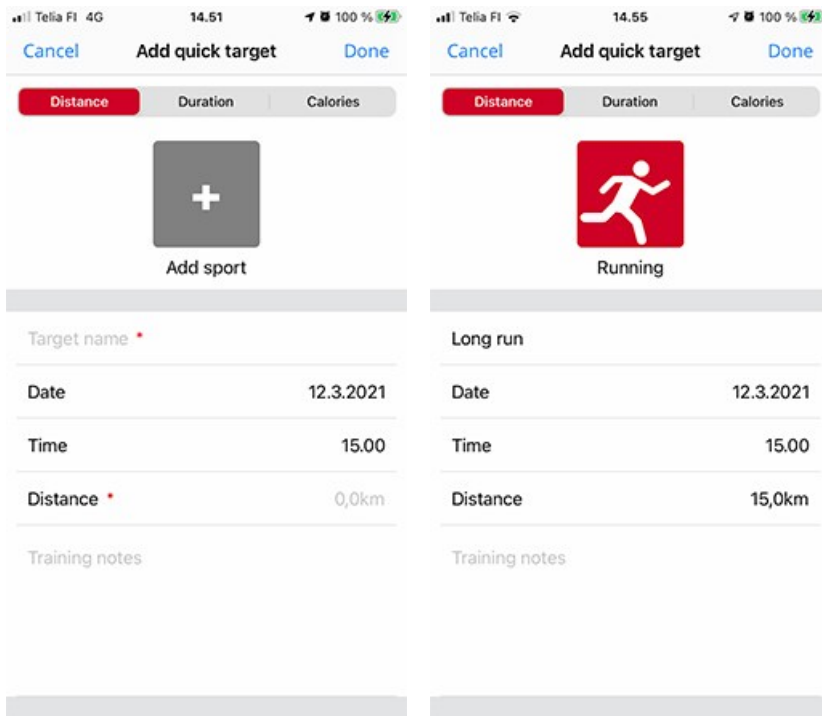 Telia FI 4G 14.51 100 %
Cancel Add quick target Done
Distance Duration Calories
+
Add sport
Target name *
Date 12.3.2021
Time 15.00
Distance * 0,0km
Training notes
Telia FI 14.55 100 %
Cancel Add quick target Done
Distance Duration Calories
Running
Long run
Date 12.3.2021
Time 15.00
Distance 15,0km
Training notes